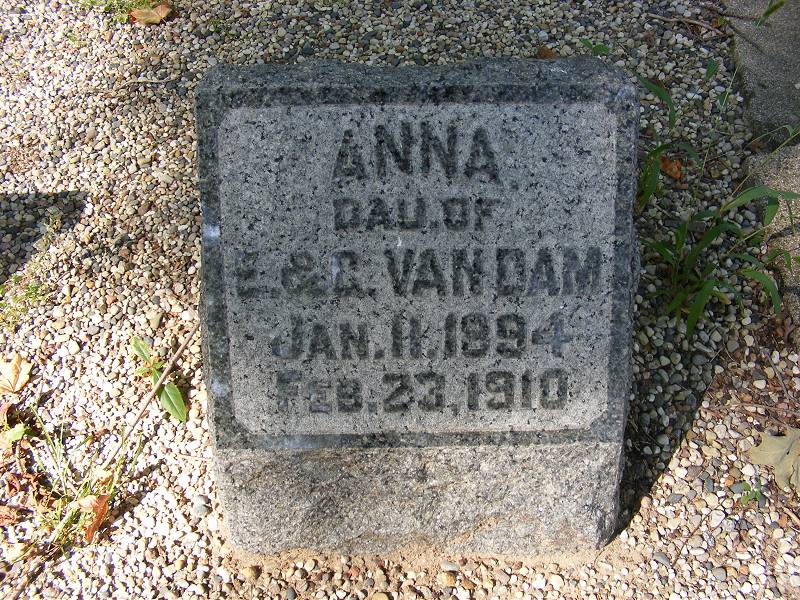 ANNA
DAU. OF
E. & G. VAN DAM
JAN. 11. 1894
FEB. 23, 1910